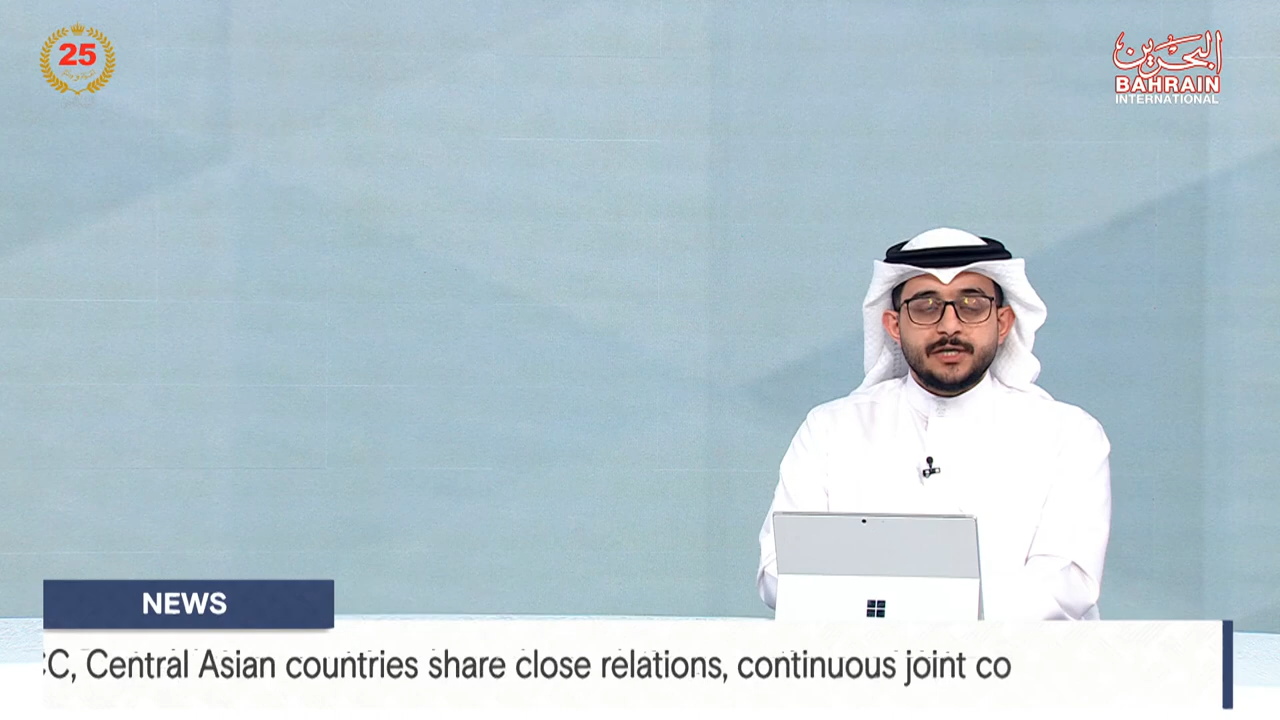 25
البحرين
BAHRAIN
INTERNATIONAL
NEWS
C, Central Asian countries share close relations, continuous joint co